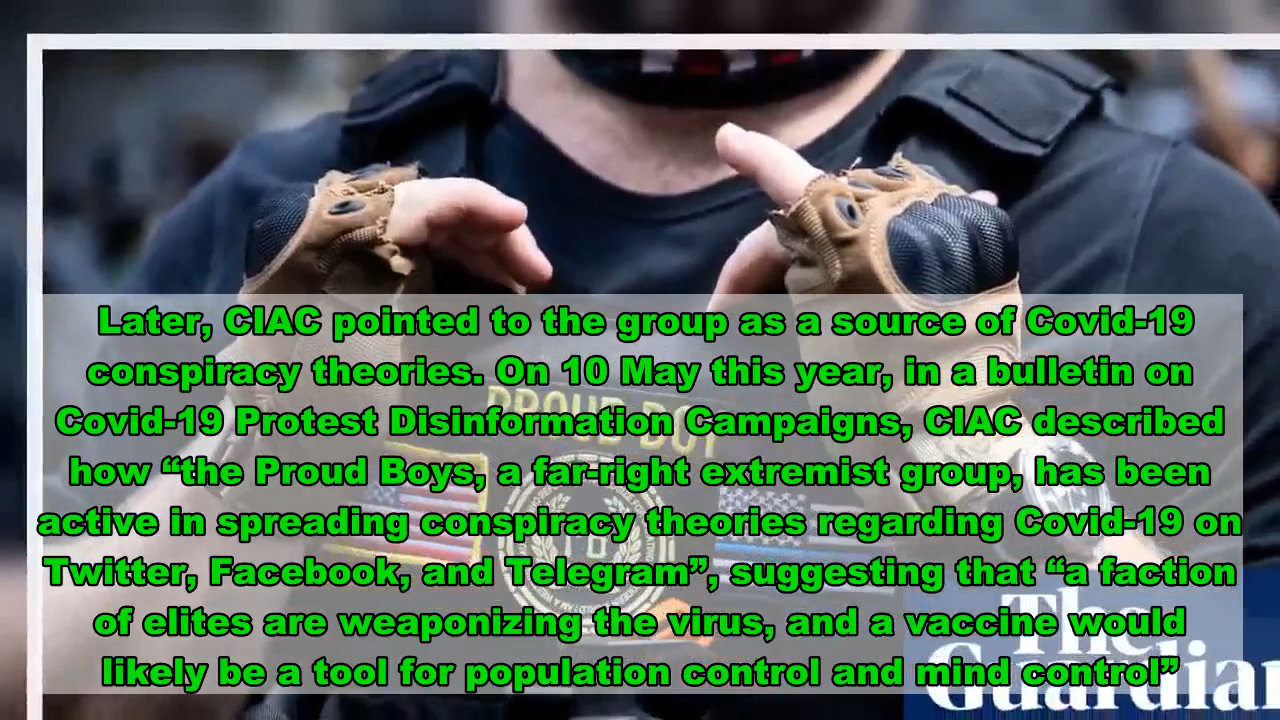 Later, CIAC pointed to the group as a source of Covid-19
conspiracy theories. On 10 May this year, in a bulletin on
Covid-19 Protest Disinformation Campaigns, CIAC described
how “the Proud Boys, a far-right extremist group, has been
active in spreading conspiracy theories regarding Covid-19 on
Twitter, Facebook, and Telegram”, suggesting that “a faction
of elites are weaponizing the virus, and a vaccine would
likely be a tool for population control and mind control”
PROUD BOY
The
Guardian